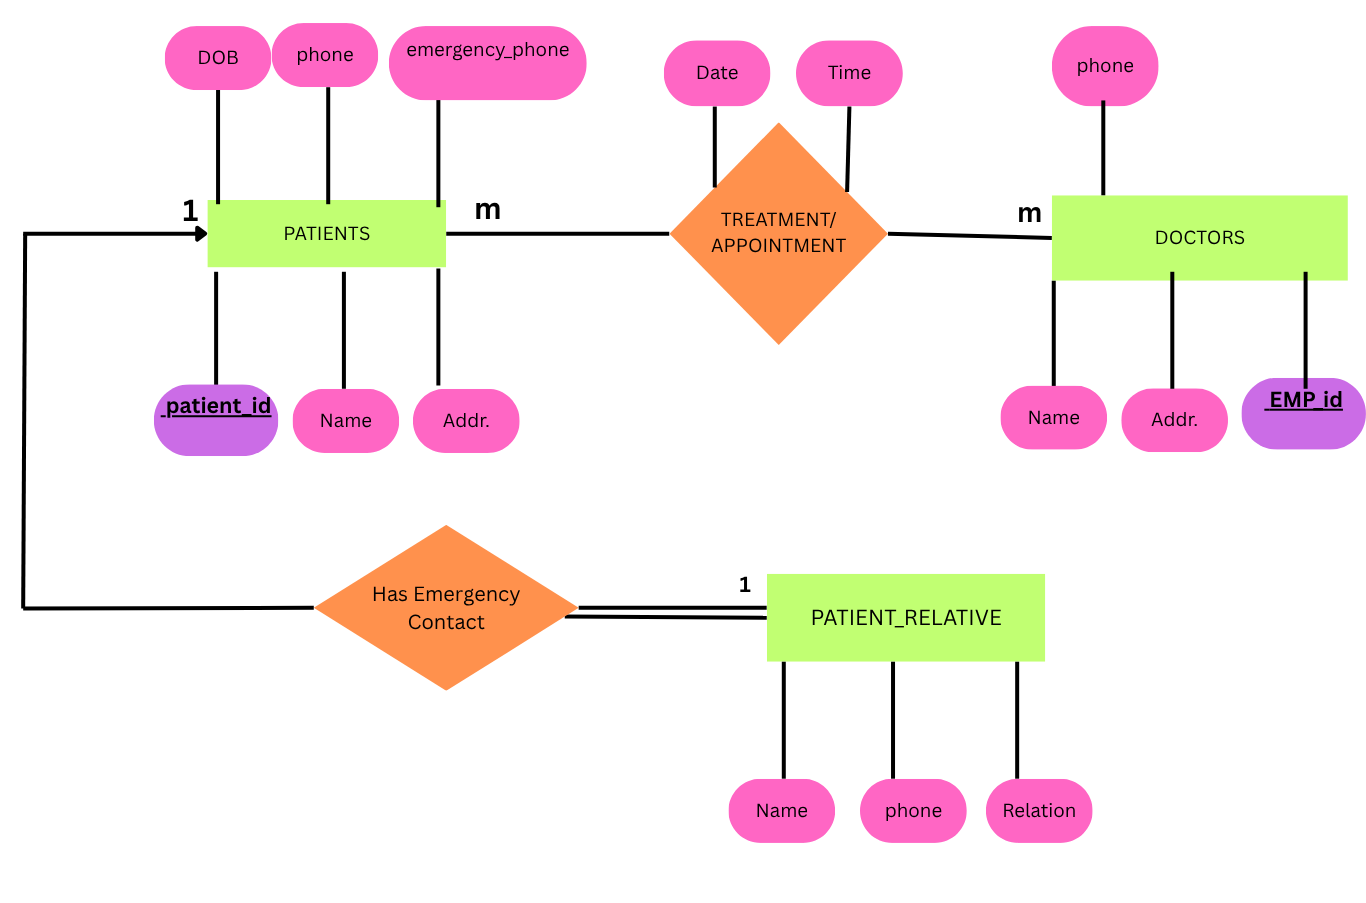 DOB
phone
emergency_phone
Date
Time
phone
1
PATIENTS
m
TREATMENT/
APPOINTMENT
m
DOCTORS
patient_id
Name
Addr.
Name
Addr.
EMP_id
Has Emergency
Contact
1
PATIENT_RELATIVE
Name
phone
Relation